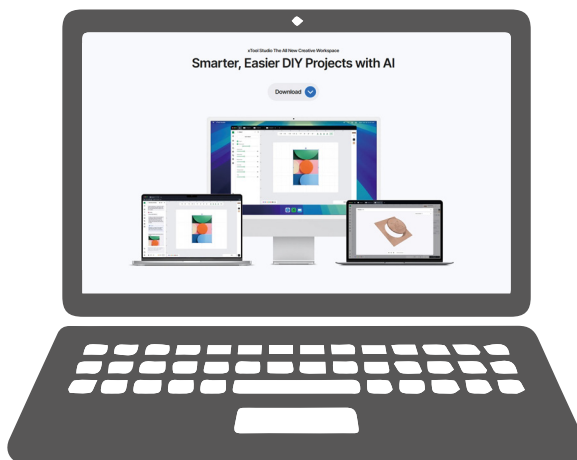 xTool Studio The All New Creative Workspace
Smarter, Easier DIY Projects with AI
Download